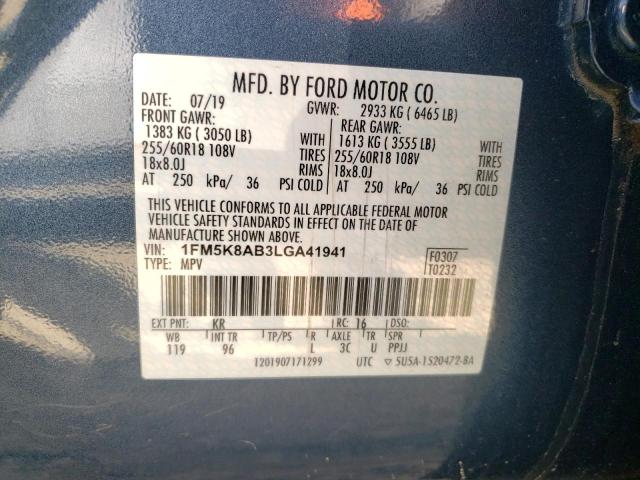 MFD. BY FORD MOTOR CO.
DATE: 07/19 GVWR: 2933 KG ( 6465 LB)
FRONT GAWR: REAR GAWR:
1383 KG ( 3050 LB) WITH 1613 KG ( 3555 LB) WITH
255/60R18 108V TIRES 255/60R18 108V TIRES
18x8.0J RIMS 18x8.0J RIMS
AT 250 kPa/ 36 PSI COLD AT 250 kPa/ 36 PSI COLD
THIS VEHICLE CONFORMS TO ALL APPLICABLE FEDERAL MOTOR
VEHICLE SAFETY STANDARDS IN EFFECT ON THE DATE
OF MANUFACTURE SHOWN ABOVE.
VIN: 1FM5K8AB3LGA41941 F0307
TYPE: MPV T0232
EXT PNT: KR RC: 16 DSO:
WB INT TR TP/PS R AXLE TR SPR
119 96 L 3C U PPJJ
1201907171299 UTC ▽ 5U5A-1520472-BA